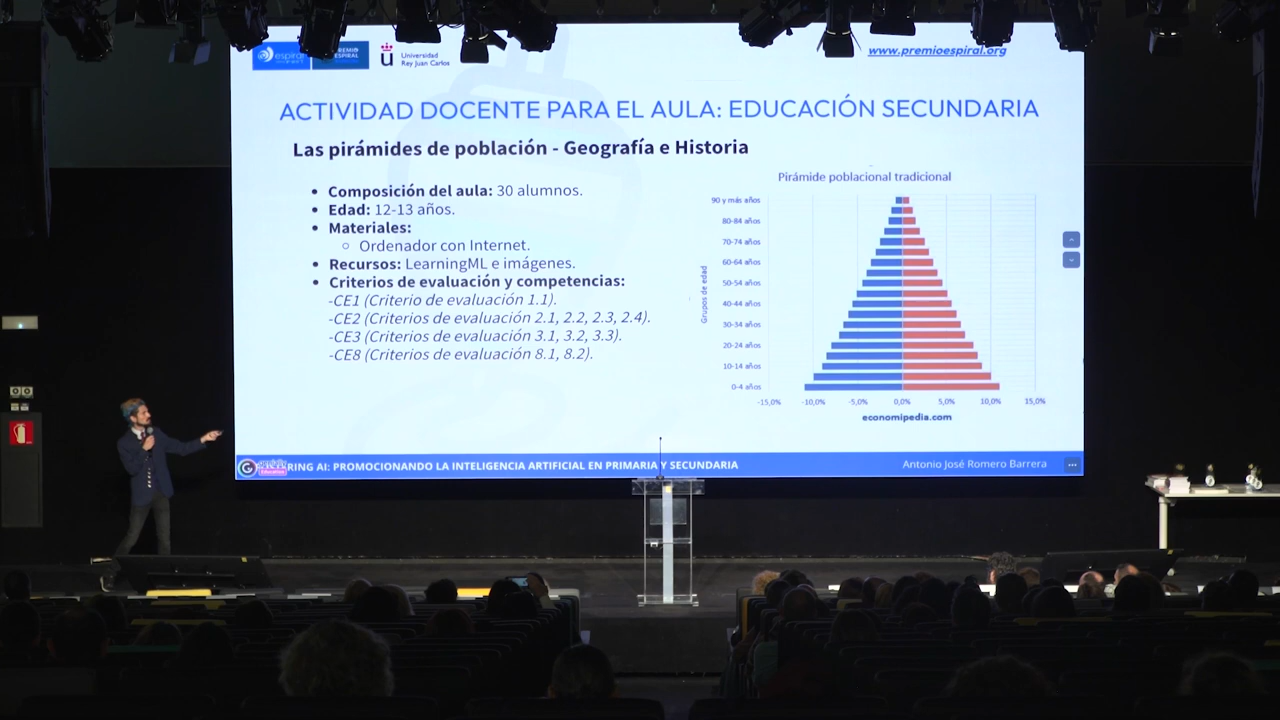 espiral
PREMIO
ESPIRAL
Universidad
Rey Juan Carlos
www.premioespiral.org
ACTIVIDAD DOCENTE PARA EL AULA: EDUCACIÓN SECUNDARIA
Las pirámides de población - Geografía e Historia
• Composición del aula: 30 alumnos.
• Edad: 12-13 años.
• Materiales:
○ Ordenador con Internet.
• Recursos: LearningML e imágenes.
• Criterios de evaluación y competencias:
-CE1 (Criterio de evaluación 1.1).
-CE2 (Criterios de evaluación 2.1, 2.2, 2.3, 2.4).
-CE3 (Criterios de evaluación 3.1, 3.2, 3.3).
-CE8 (Criterios de evaluación 8.1, 8.2).
Pirámide poblacional tradicional
Grupos de edad
90 y más años
80-84 años
70-74 años
60-64 años
50-54 años
40-44 años
30-34 años
20-24 años
10-14 años
0-4 años
-15,0% -10,0% -5,0% 0,0% 5,0% 10,0% 15,0%
economipedia.com
RING AI: PROMOCIONANDO LA INTELIGENCIA ARTIFICIAL EN PRIMARIA Y SECUNDARIA
Antonio José Romero Barrera